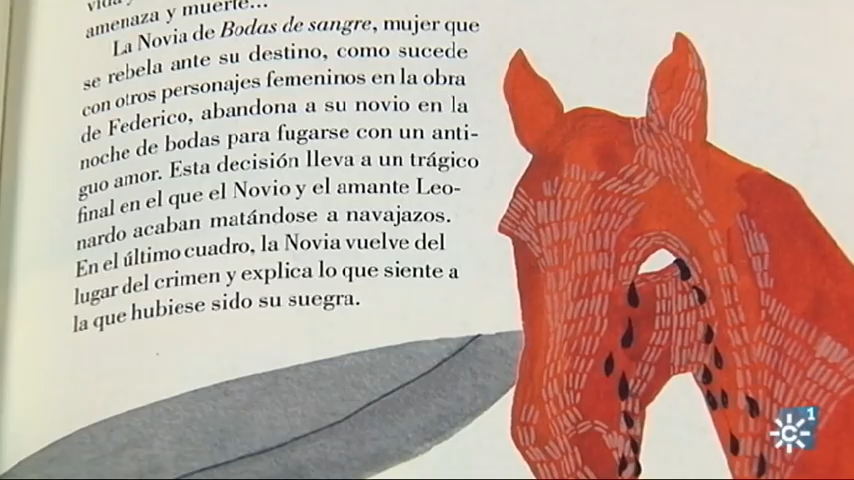 vida y
amenaza y muerte...
La Novia de Bodas de sangre, mujer que
se rebela ante su destino, como sucede
con otros personajes femeninos en la obra
de Federico, abandona a su novio en la
noche de bodas para fugarse con un anti-
guo amor. Esta decisión lleva a un trágico
final en el que el Novio y el amante Leo-
nardo acaban matándose a navajazos.
En el último cuadro, la Novia vuelve del
lugar del crimen y explica lo que siente a
la que hubiese sido su suegra.
C 1